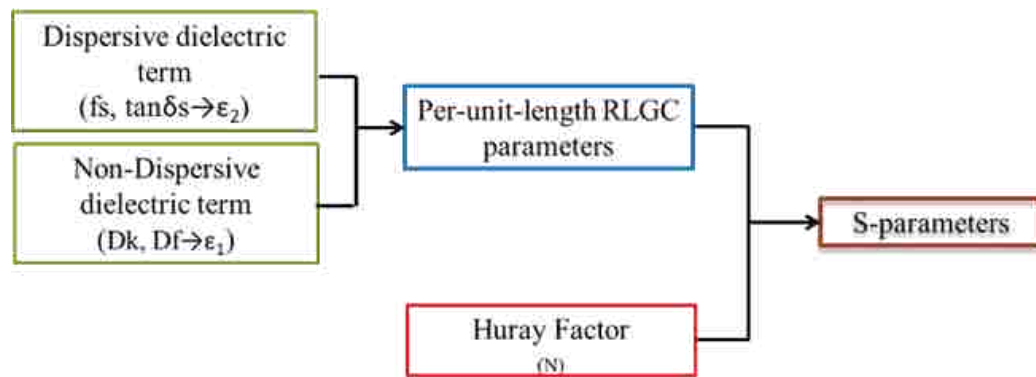 Dispersive dielectric
term
(fs, tanδs→ε₂)
Non-Dispersive
dielectric term
(Dk, Df→ε₁)
Per-unit-length RLGC
parameters
Huray Factor
(N)
S-parameters